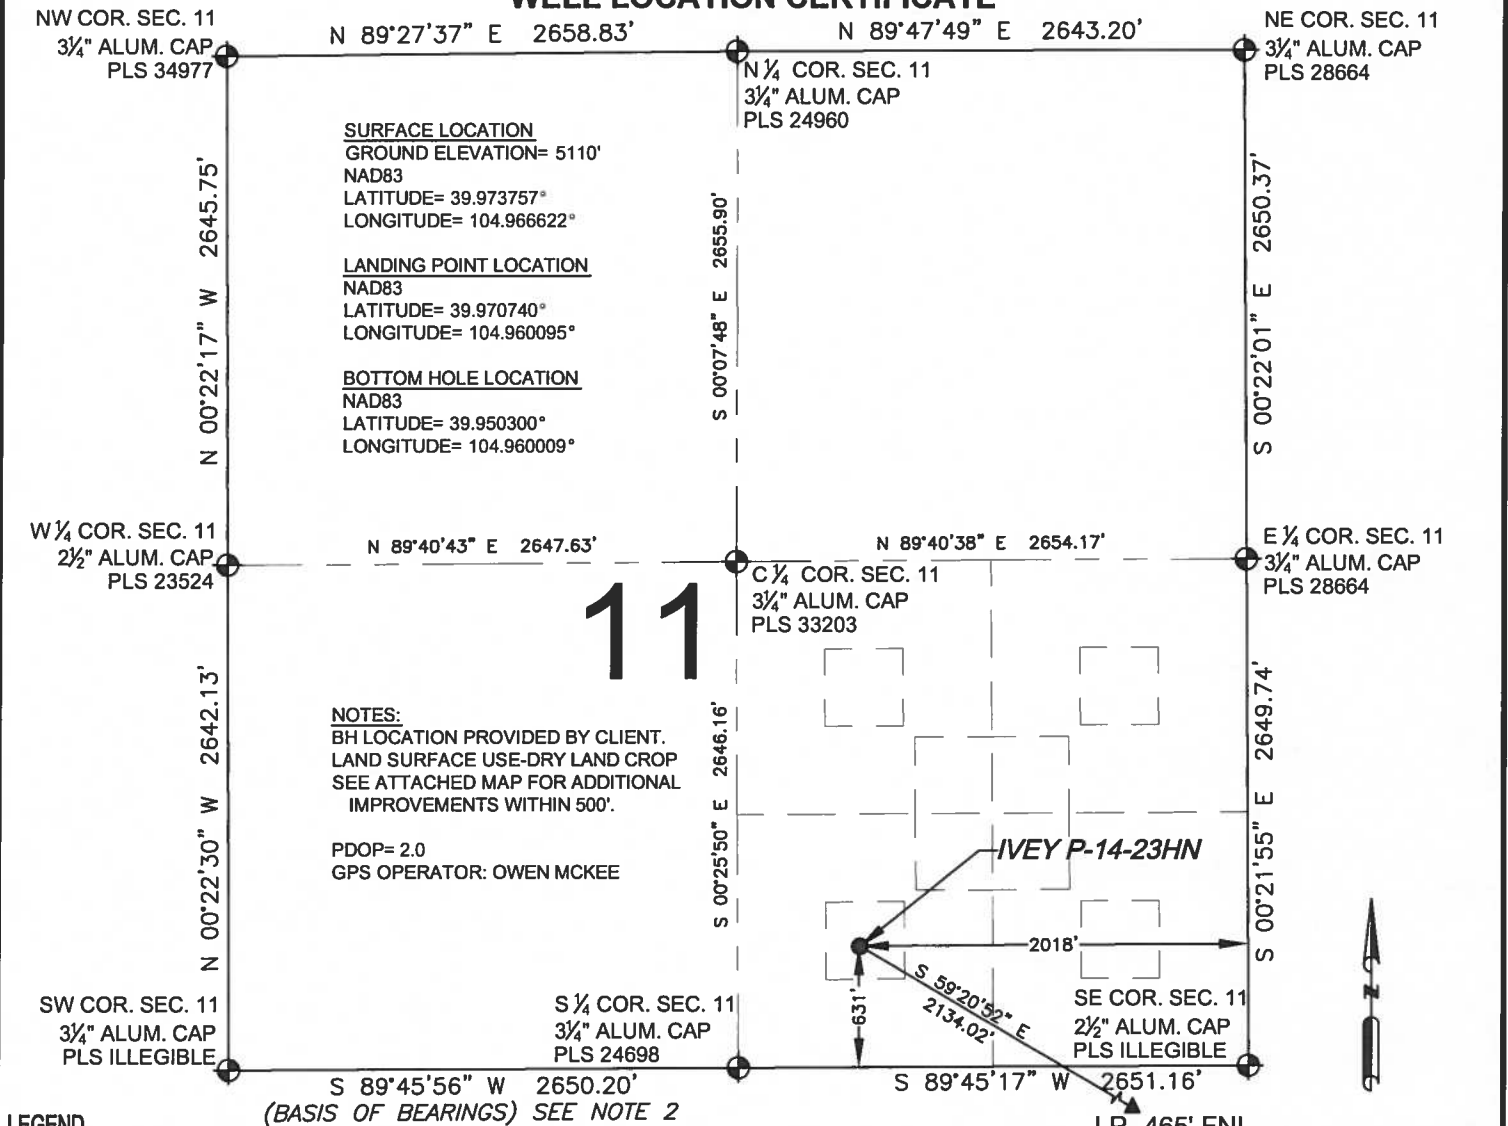 WELL LOCATION CERTIFICATE
NW COR. SEC. 11
3¼" ALUM. CAP
PLS 34977
N 89°27'37" E 2658.83'
N 89°47'49" E 2643.20'
NE COR. SEC. 11
3¼" ALUM. CAP
PLS 28664
N ¼ COR. SEC. 11
3¼" ALUM. CAP
PLS 24960
SURFACE LOCATION
GROUND ELEVATION= 5110'
NAD83
LATITUDE= 39.973757°
LONGITUDE= 104.966622°
LANDING POINT LOCATION
NAD83
LATITUDE= 39.970740°
LONGITUDE= 104.960095°
BOTTOM HOLE LOCATION
NAD83
LATITUDE= 39.950300°
LONGITUDE= 104.960009°
N 00°22'17" W 2645.75'
S 00°07'48" E 2655.90'
S 00°22'01" E 2650.37'
W ¼ COR. SEC. 11
2½" ALUM. CAP
PLS 23524
N 89°40'43" E 2647.63'
N 89°40'38" E 2654.17'
E ¼ COR. SEC. 11
3¼" ALUM. CAP
PLS 28664
C ¼ COR. SEC. 11
3¼" ALUM. CAP
PLS 33203
11
NOTES:
BH LOCATION PROVIDED BY CLIENT.
LAND SURFACE USE-DRY LAND CROP
SEE ATTACHED MAP FOR ADDITIONAL
IMPROVEMENTS WITHIN 500'.
PDOP= 2.0
GPS OPERATOR: OWEN MCKEE
N 00°22'30" W 2642.13'
S 00°25'50" E 2646.16'
S 00°21'55" E 2649.74'
IVEY P-14-23HN
2018'
631'
S 59°20'52" E
2134.02'
N
SW COR. SEC. 11
3¼" ALUM. CAP
PLS ILLEGIBLE
S ¼ COR. SEC. 11
3¼" ALUM. CAP
PLS 24698
SE COR. SEC. 11
2½" ALUM. CAP
PLS ILLEGIBLE
S 89°45'56" W 2650.20'
(BASIS OF BEARINGS) SEE NOTE 2
S 89°45'17" W 2651.16'
LEGEND
LP 465' FNL